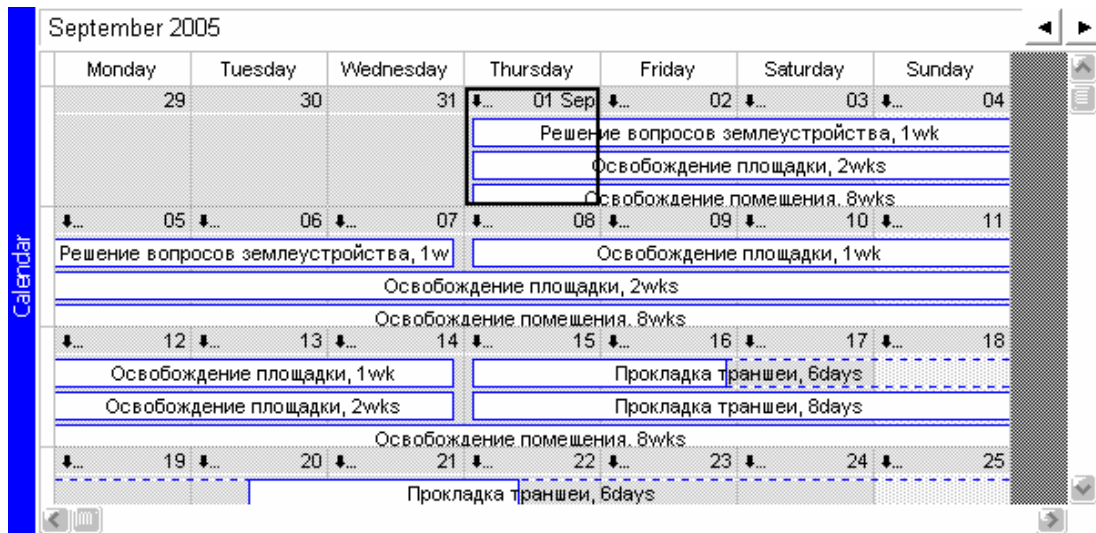 September 2005
Monday Tuesday Wednesday Thursday Friday Saturday Sunday
29 30 31 ... 01 Sep ... 02 ... 03 ... 04
Решение вопросов землеустройства, 1wk
Освобождение площадки, 2wks
Освобождение помещения, 8wks
... 05 ... 06 ... 07 ... 08 ... 09 ... 10 ... 11
Решение вопросов землеустройства, 1w Освобождение площадки, 1wk
Освобождение площадки, 2wks
Освобождение помещения, 8wks
... 12 ... 13 ... 14 ... 15 ... 16 ... 17 ... 18
Освобождение площадки, 1wk Прокладка траншеи, 6days
Освобождение площадки, 2wks Прокладка траншеи, 8days
Освобождение помещения, 8wks
... 19 ... 20 ... 21 ... 22 ... 23 ... 24 ... 25
Прокладка траншеи, 6days
Calendar